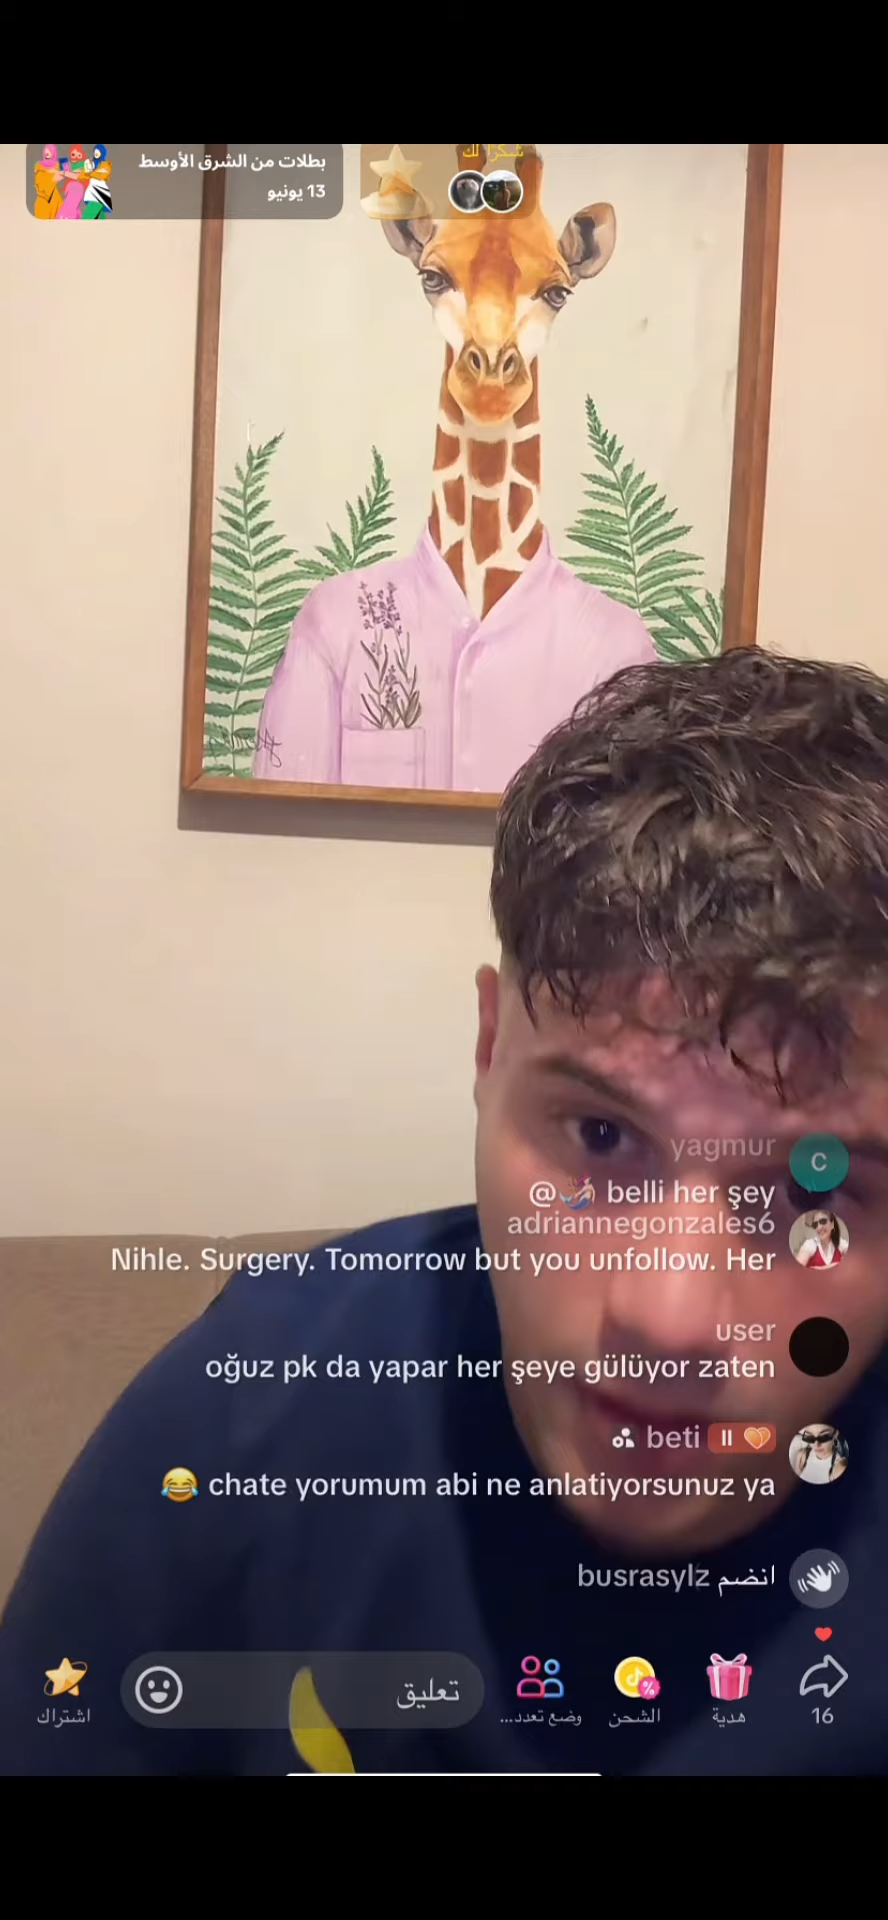 بطلات من الشرق الأوسط
13 يونيو
شكرًا لك
yagmur
C
@🧜🏻‍♀️ belli her şey
adriannegonzales6
Nihle. Surgery. Tomorrow but you unfollow. Her
user
oğuz pk da yapar her şeye gülüyor zaten
beti II 🧡
😂 chate yorumum abi ne anlatiyorsunuz ya
busrasylz انضم
تعليق
اشتراك
وضع تعدد...
الشحن
هدية
16